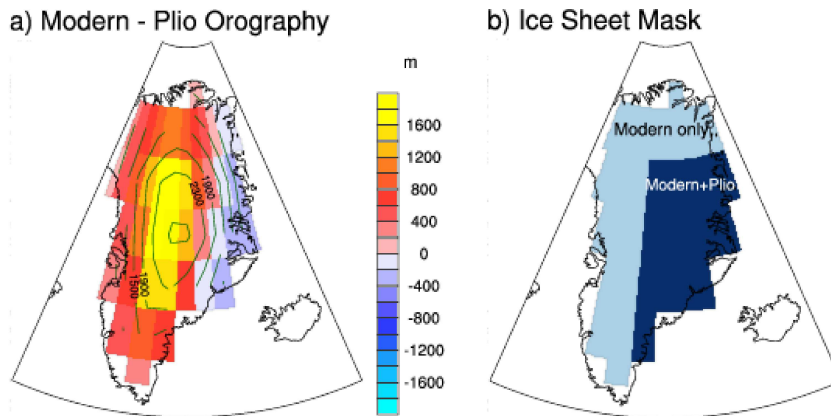 a) Modern - Plio Orography
b) Ice Sheet Mask
m
1600
1200
800
400
0
-400
-800
-1200
-1600
1900
2300
1900
1500
Modern only
Modern+Plio